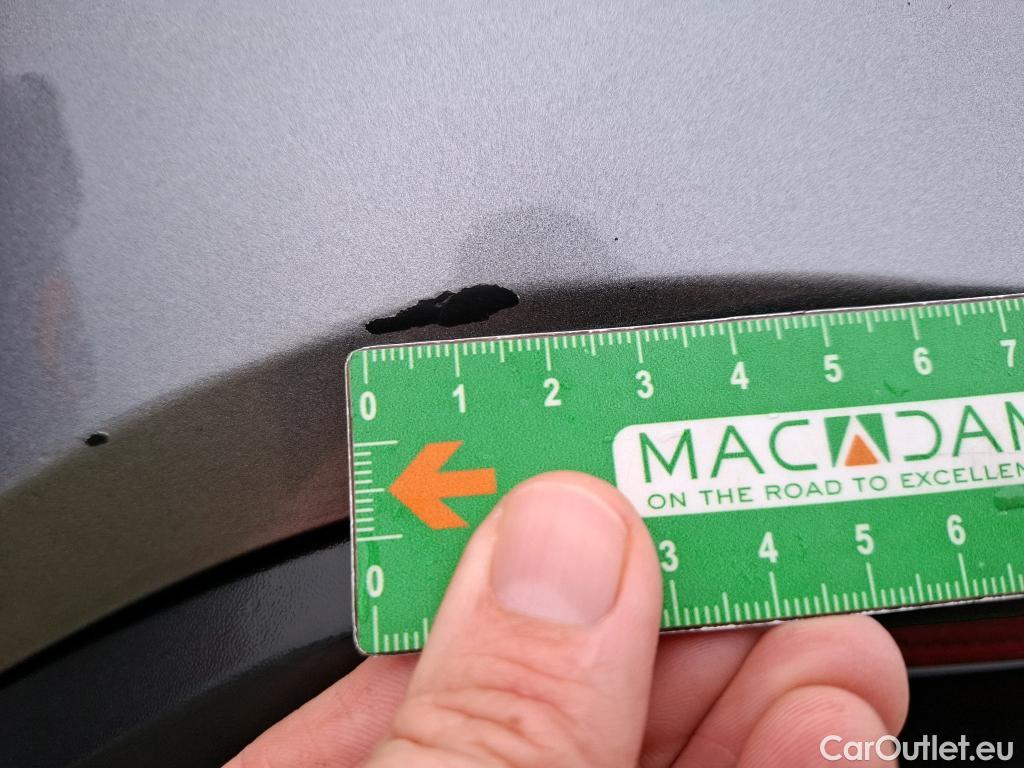 0 1 2 3 4 5 6 7
MACADAM
ON THE ROAD TO EXCELLEN
0 3 4 5 6
CarOutlet.eu